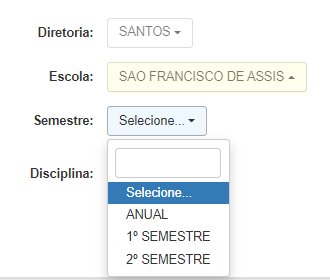 Diretoria: SANTOS
Escola: SAO FRANCISCO DE ASSIS
Semestre: Selecione...
Disciplina:
Selecione...
ANUAL
1º SEMESTRE
2º SEMESTRE